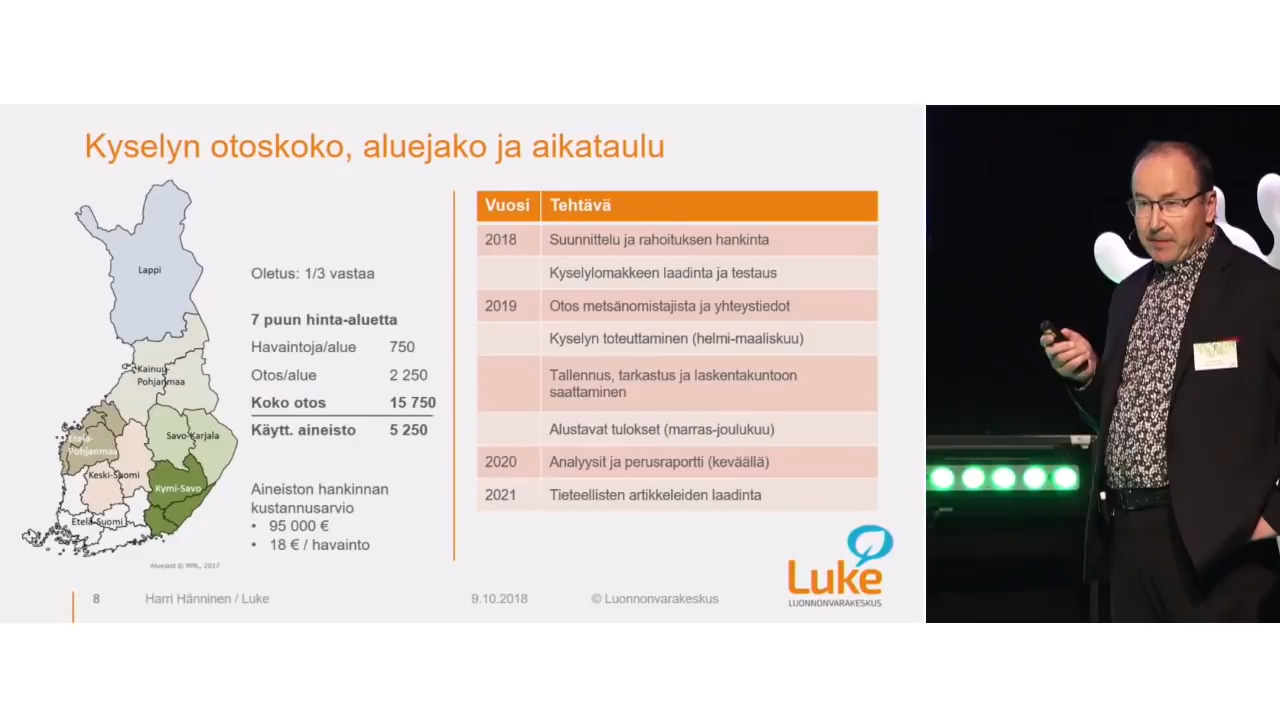 Kyselyn otoskoko, aluejako ja aikataulu
Lappi
Kainuu-
Pohjanmaa
Etelä-
Pohjanmaa
Savo-Karjala
Keski-Suomi
Kymi-Savo
Etelä-Suomi
Aluejaot © MML, 2017
Oletus: 1/3 vastaa
7 puun hinta-aluetta
Havaintoja/alue 750
Otos/alue 2 250
Koko otos 15 750
Käytt. aineisto 5 250
Aineiston hankinnan
kustannusarvio
• 95 000 €
• 18 € / havainto
Vuosi Tehtävä
2018 Suunnittelu ja rahoituksen hankinta
Kyselylomakkeen laadinta ja testaus
2019 Otos metsänomistajista ja yhteystiedot
Kyselyn toteuttaminen (helmi-maaliskuu)
Tallennus, tarkastus ja laskentakuntoon
saattaminen
Alustavat tulokset (marras-joulukuu)
2020 Analyysit ja perusraportti (keväällä)
2021 Tieteellisten artikkeleiden laadinta
Luke
LUONNONVARAKESKUS
8 Harri Hänninen / Luke 9.10.2018 © Luonnonvarakeskus